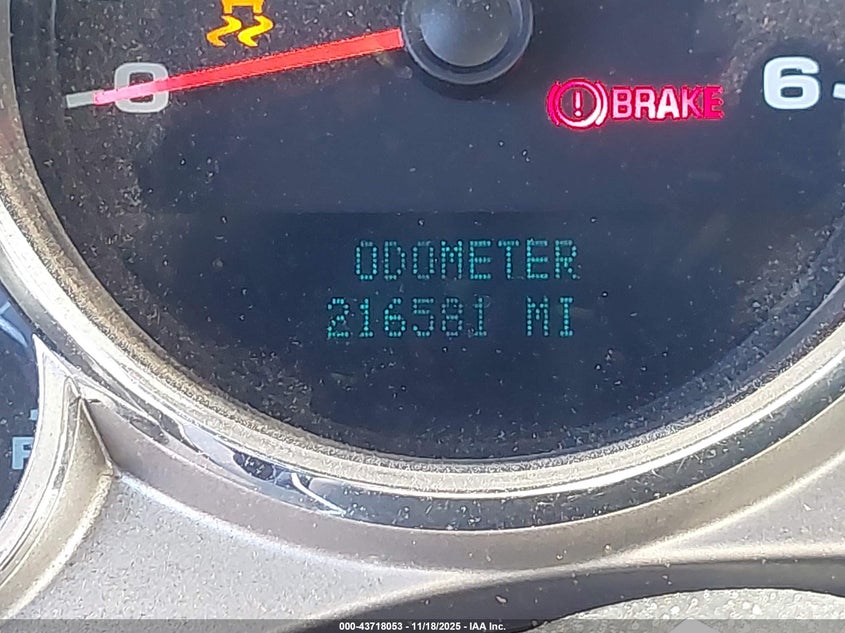 0
BRAKE
6
ODOMETER
216581 MI
F
000-43718053 - 11/18/2025 - IAA Inc.